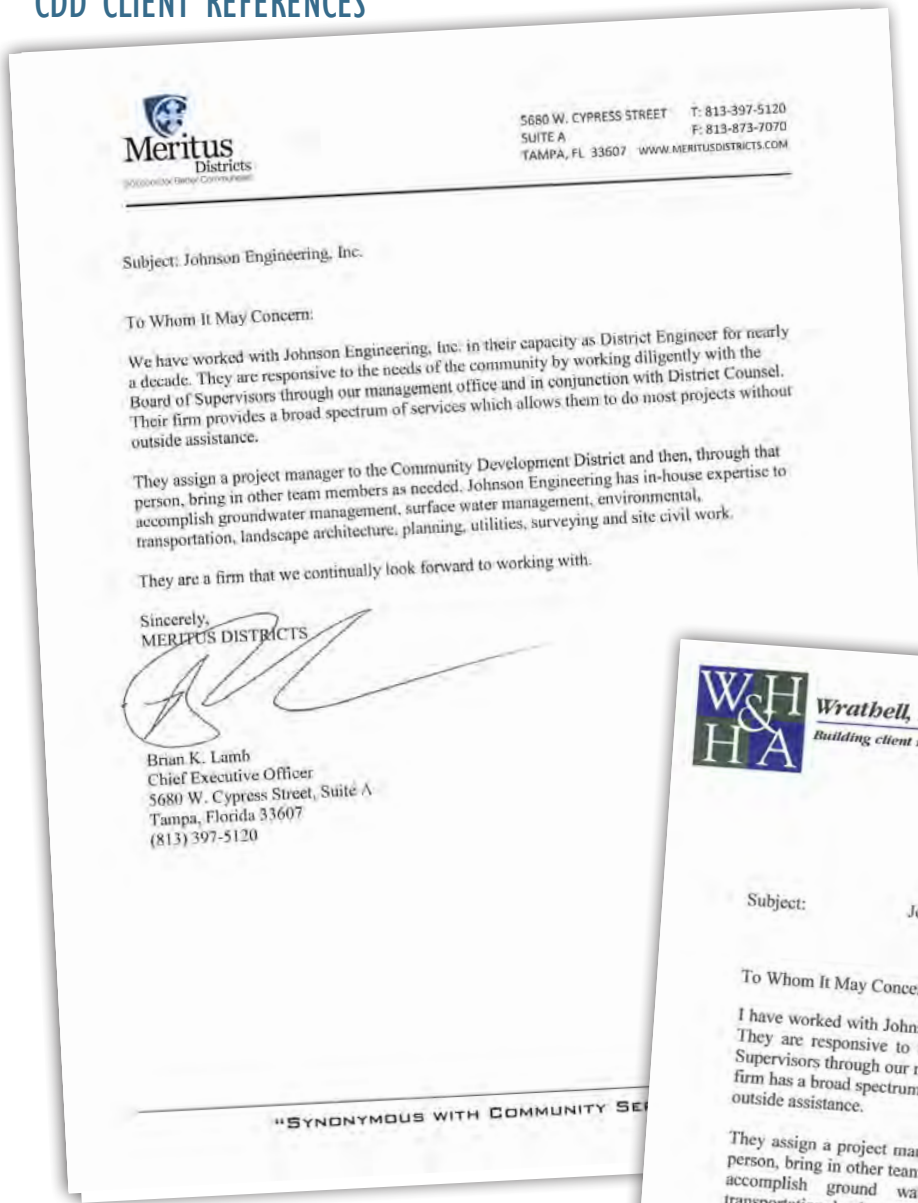 CDD CLIENT REFERENCES
Meritus
Districts
5680 W. CYPRESS STREET T: 813-397-5120
SUITE A F: 813-873-7070
TAMPA, FL 33607 WWW.MERITUSDISTRICTS.COM
Subject: Johnson Engineering, Inc.
To Whom It May Concern:
We have worked with Johnson Engineering, Inc. in their capacity as District Engineer for nearly
a decade. They are responsive to the needs of the community by working diligently with the
Board of Supervisors through our management office and in conjunction with District Counsel.
Their firm provides a broad spectrum of services which allows them to do most projects without
outside assistance.
They assign a project manager to the Community Development District and then, through that
person, bring in other team members as needed. Johnson Engineering has in-house expertise to
accomplish groundwater management, surface water management, environmental,
transportation, landscape architecture, planning, utilities, surveying and site civil work.
They are a firm that we continually look forward to working with.
Sincerely,
MERITUS DISTRICTS
Brian K. Lamb
Chief Executive Officer
5680 W. Cypress Street, Suite A
Tampa, Florida 33607
(813) 397-5120
"SYNONYMOUS WITH COMMUNITY SE
W H & H A
Wrathell,
Building client
Subject: J
To Whom It May Conce
I have worked with John
They are responsive to
Supervisors through our
firm has a broad spectrum
outside assistance.
They assign a project ma
person, bring in other tean
accomplish ground wa